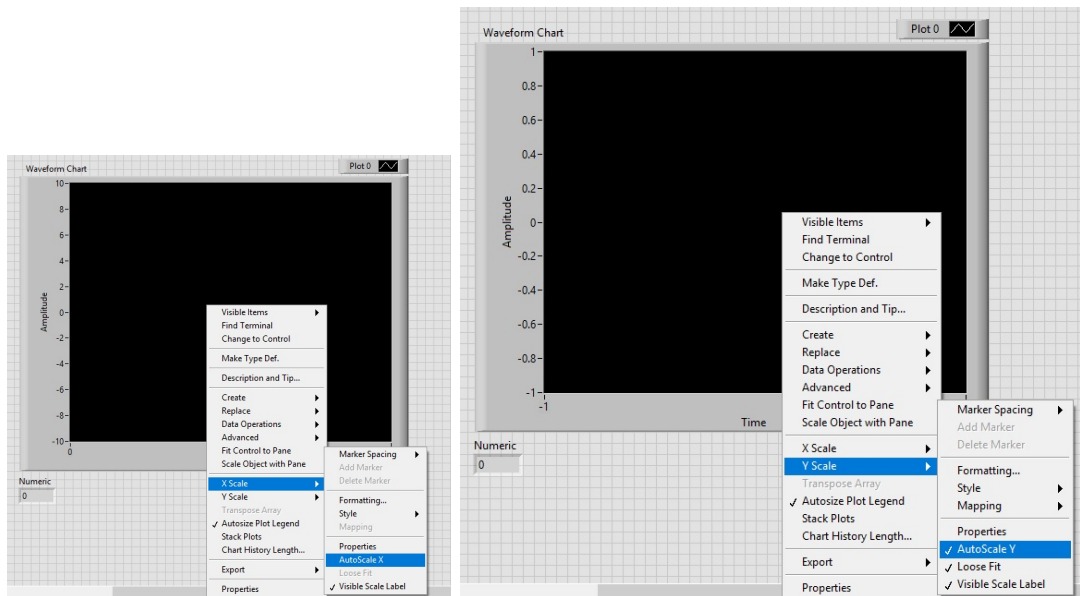 Waveform Chart
Plot 0
10
8
6
4
2
0
-2
-4
-6
-8
-10
Amplitude
0
Numeric
0
Visible Items
Find Terminal
Change to Control
Make Type Def.
Description and Tip...
Create
Replace
Data Operations
Advanced
Fit Control to Pane
Scale Object with Pane
X Scale
Y Scale
Transpose Array
Autosize Plot Legend
Stack Plots
Chart History Length...
Export
Properties
Marker Spacing
Add Marker
Delete Marker
Formatting...
Style
Mapping
Properties
AutoScale X
Loose Fit
Visible Scale Label
Waveform Chart
Plot 0
1
0.8
0.6
0.4
0.2
0
-0.2
-0.4
-0.6
-0.8
-1
Amplitude
-1
Time
Numeric
0
Visible Items
Find Terminal
Change to Control
Make Type Def.
Description and Tip...
Create
Replace
Data Operations
Advanced
Fit Control to Pane
Scale Object with Pane
X Scale
Y Scale
Transpose Array
Autosize Plot Legend
Stack Plots
Chart History Length...
Export
Properties
Marker Spacing
Add Marker
Delete Marker
Formatting...
Style
Mapping
Properties
AutoScale Y
Loose Fit
Visible Scale Label